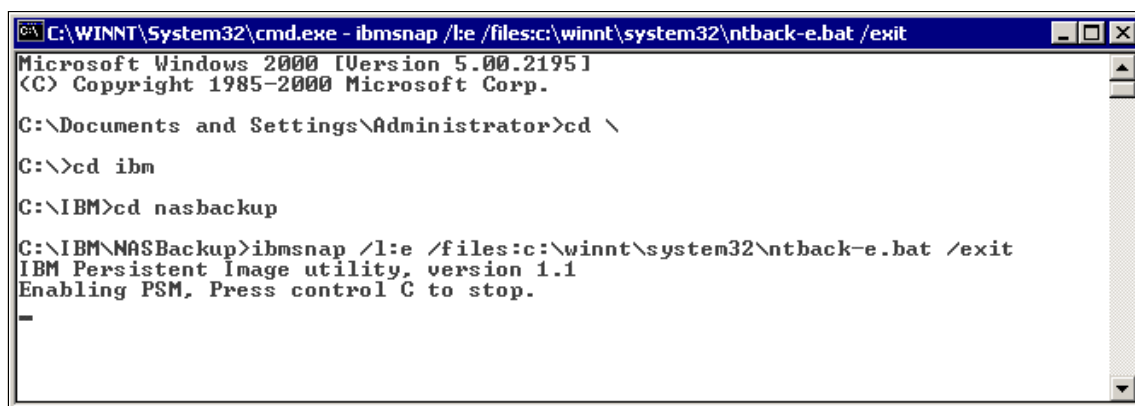 C:\WINNT\System32\cmd.exe - ibmsnap /l:e /files:c:\winnt\system32\ntback-e.bat /exit
Microsoft Windows 2000 [Version 5.00.2195]
(C) Copyright 1985-2000 Microsoft Corp.
C:\Documents and Settings\Administrator>cd \
C:\>cd ibm
C:\IBM>cd nasbackup
C:\IBM\NASBackup>ibmsnap /l:e /files:c:\winnt\system32\ntback-e.bat /exit
IBM Persistent Image utility, version 1.1
Enabling PSM, Press control C to stop.